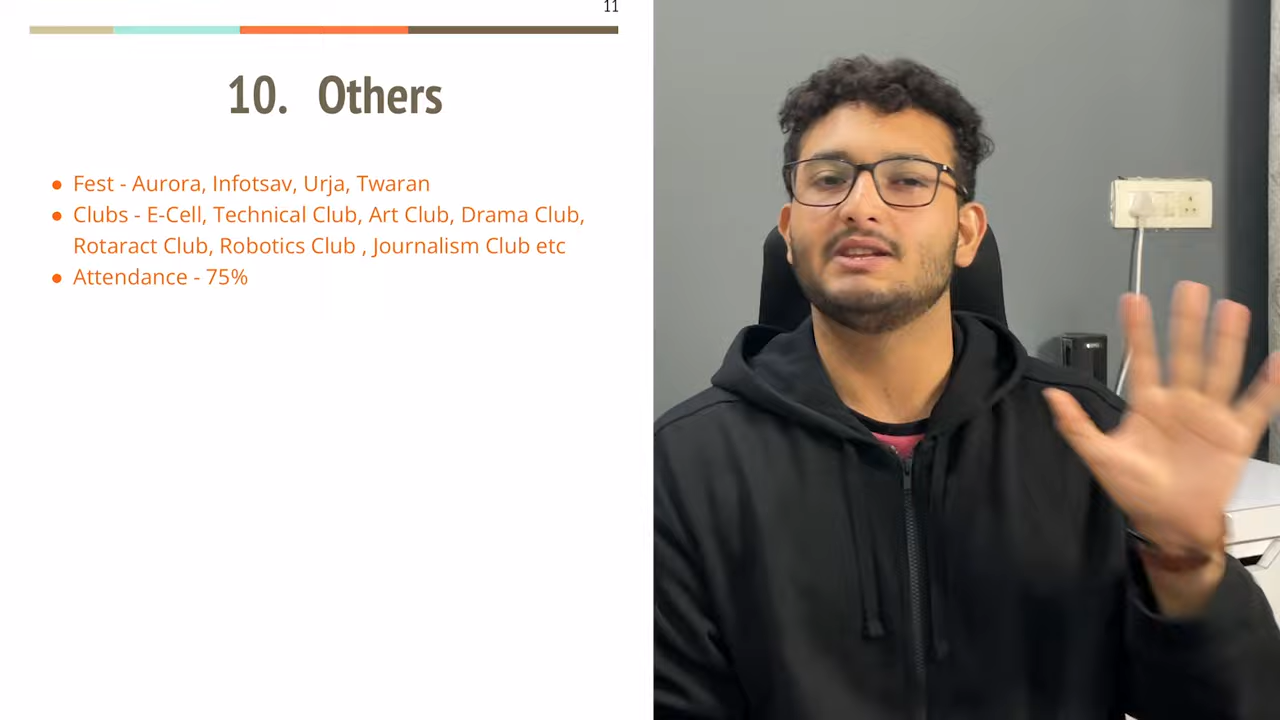 11
10. Others
● Fest - Aurora, Infotsav, Urja, Twaran
● Clubs - E-Cell, Technical Club, Art Club, Drama Club,
Rotaract Club, Robotics Club , Journalism Club etc
● Attendance - 75%